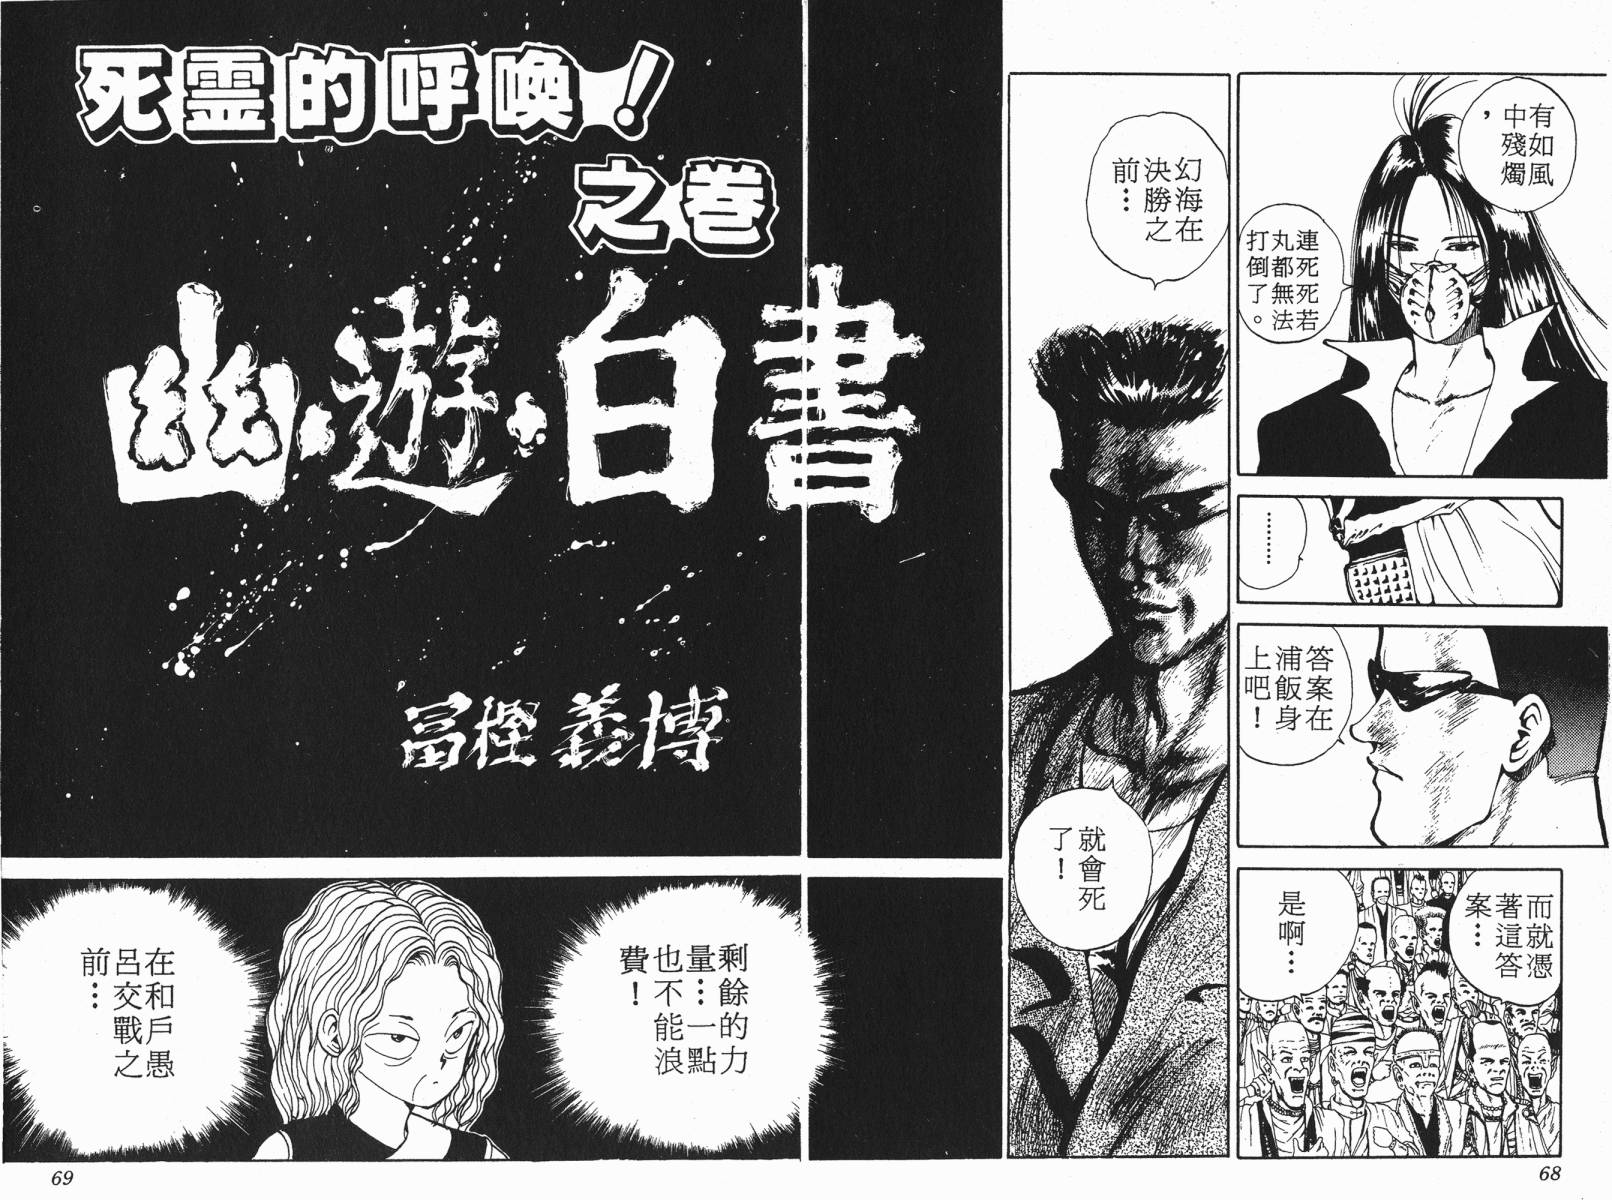 有如風
中殘燭
，
連死死若
丸都無法
打倒了。
………
答案在
浦飯身
上吧！
而就憑
著這答
案…
是啊…
幻海在
決勝之
前…
就會死
了！
68
死霊的呼喚！
之巻
幽・遊・白書
冨樫義博
剩餘的力
量…一點
也不能浪
費！
在和戶愚
呂交戰之
前…
69